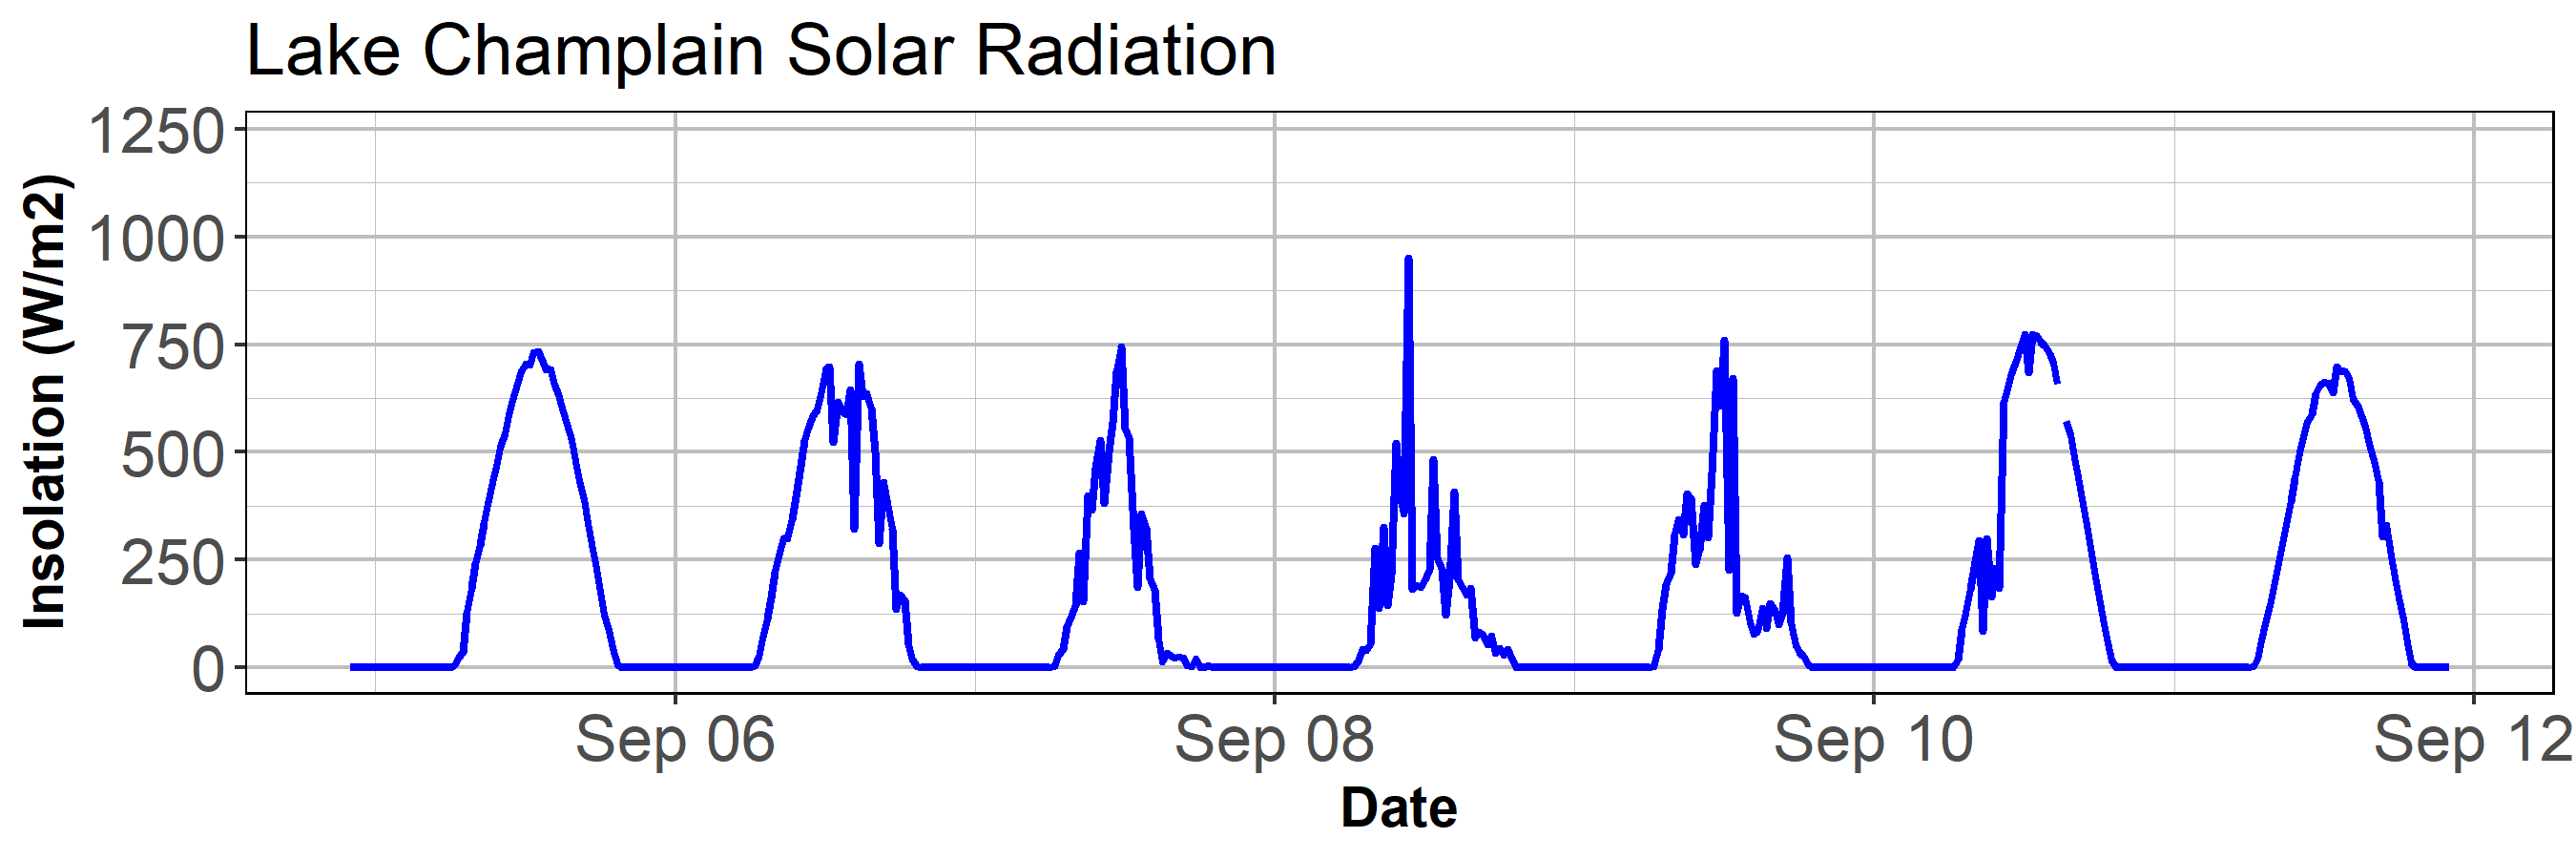 Lake Champlain Solar Radiation
1250
1000
750
500
250
0
Insolation (W/m2)
Sep 06 Sep 08 Sep 10 Sep 12
Date